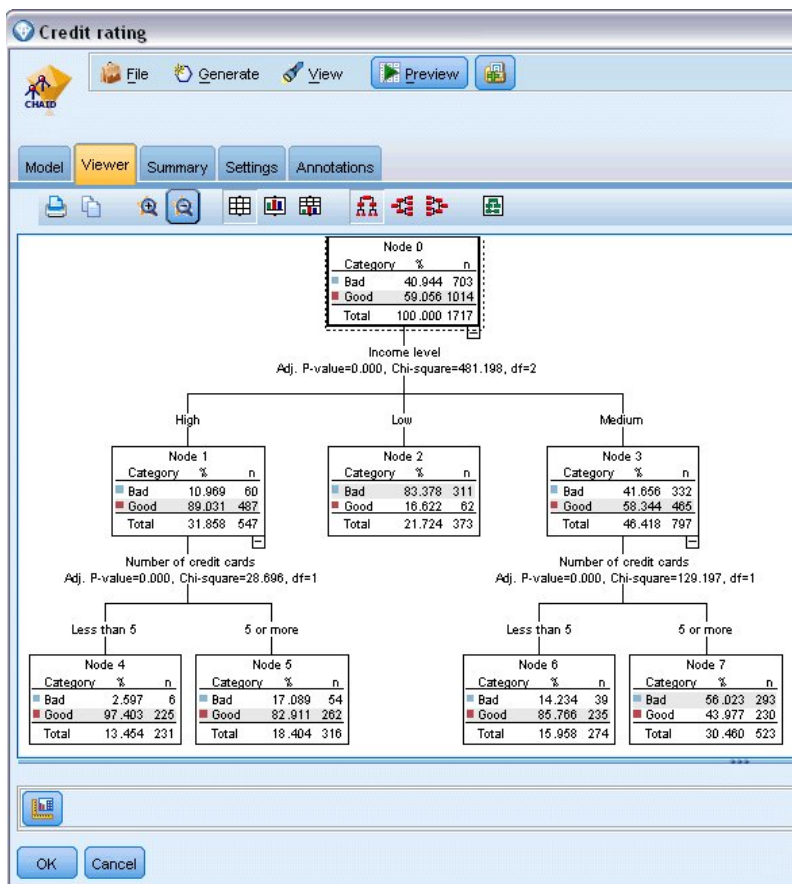 Credit rating
CHAID
File Generate View Preview
Model Viewer Summary Settings Annotations
Node 0
Category % n
Bad 40.944 703
Good 59.056 1014
Total 100.000 1717
Income level
Adj. P-value=0.000, Chi-square=481.198, df=2
High Low Medium
Node 1
Category % n
Bad 10.969 60
Good 89.031 487
Total 31.858 547
Node 2
Category % n
Bad 83.378 311
Good 16.622 62
Total 21.724 373
Node 3
Category % n
Bad 41.656 332
Good 58.344 465
Total 46.418 797
Number of credit cards
Adj. P-value=0.000, Chi-square=28.696, df=1
Number of credit cards
Adj. P-value=0.000, Chi-square=129.197, df=1
Less than 5 5 or more
Less than 5 5 or more
Node 4
Category % n
Bad 2.597 6
Good 97.403 225
Total 13.454 231
Node 5
Category % n
Bad 17.089 54
Good 82.911 262
Total 18.404 316
Node 6
Category % n
Bad 14.234 39
Good 85.766 235
Total 15.958 274
Node 7
Category % n
Bad 56.023 293
Good 43.977 230
Total 30.460 523
OK Cancel